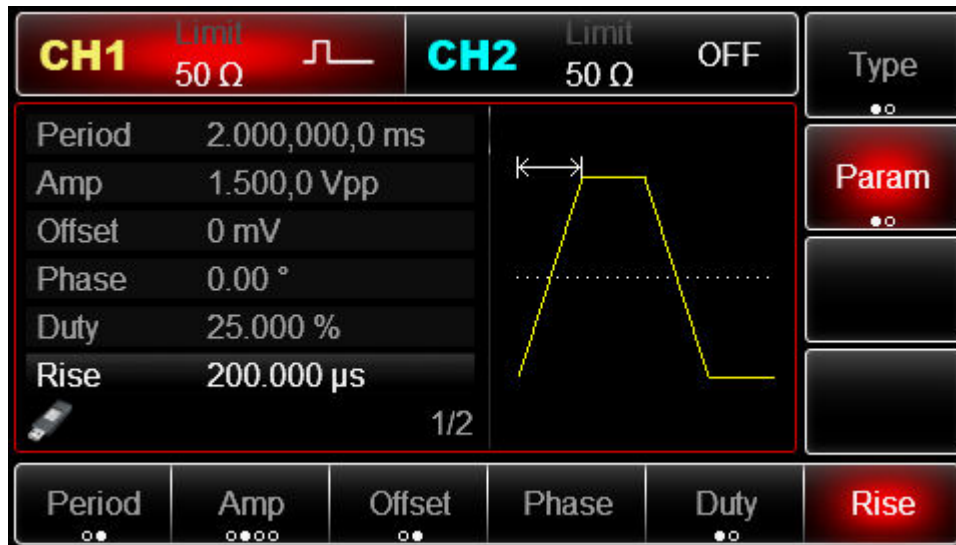 CH1 Limit 50 Ω CH2 Limit 50 Ω OFF
Type
Param
Period 2.000,000,0 ms
Amp 1.500,0 Vpp
Offset 0 mV
Phase 0.00 °
Duty 25.000 %
Rise 200.000 µs
1/2
Period Amp Offset Phase Duty Rise